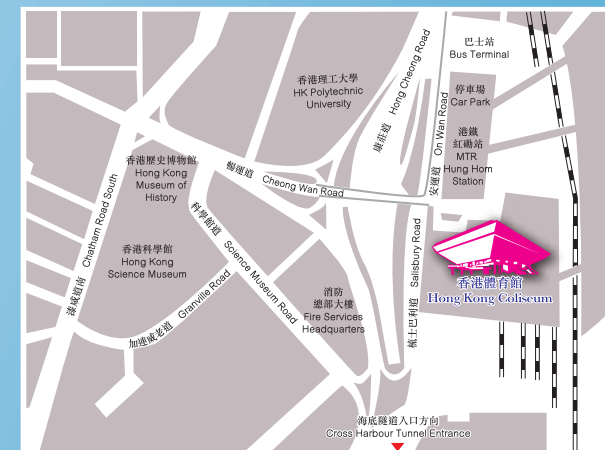 巴士站
Bus Terminal
停車場
Car Park
港鐵
紅磡站
MTR
Hung Hom
Station
康莊道 Hong Cheong Road
安運道 On Wan Road
香港理工大學
HK Polytechnic
University
香港歷史博物館
Hong Kong
Museum of
History
暢運道 Cheong Wan Road
科學館道 Science Museum Road
漆咸道南 Chatham Road South
香港科學館
Hong Kong
Science Museum
加連威老道 Granville Road
消防
總部大樓
Fire Services
Headquarters
梳士巴利道 Salisbury Road
香港體育館
Hong Kong Coliseum
海底隧道入口方向
Cross Harbour Tunnel Entrance